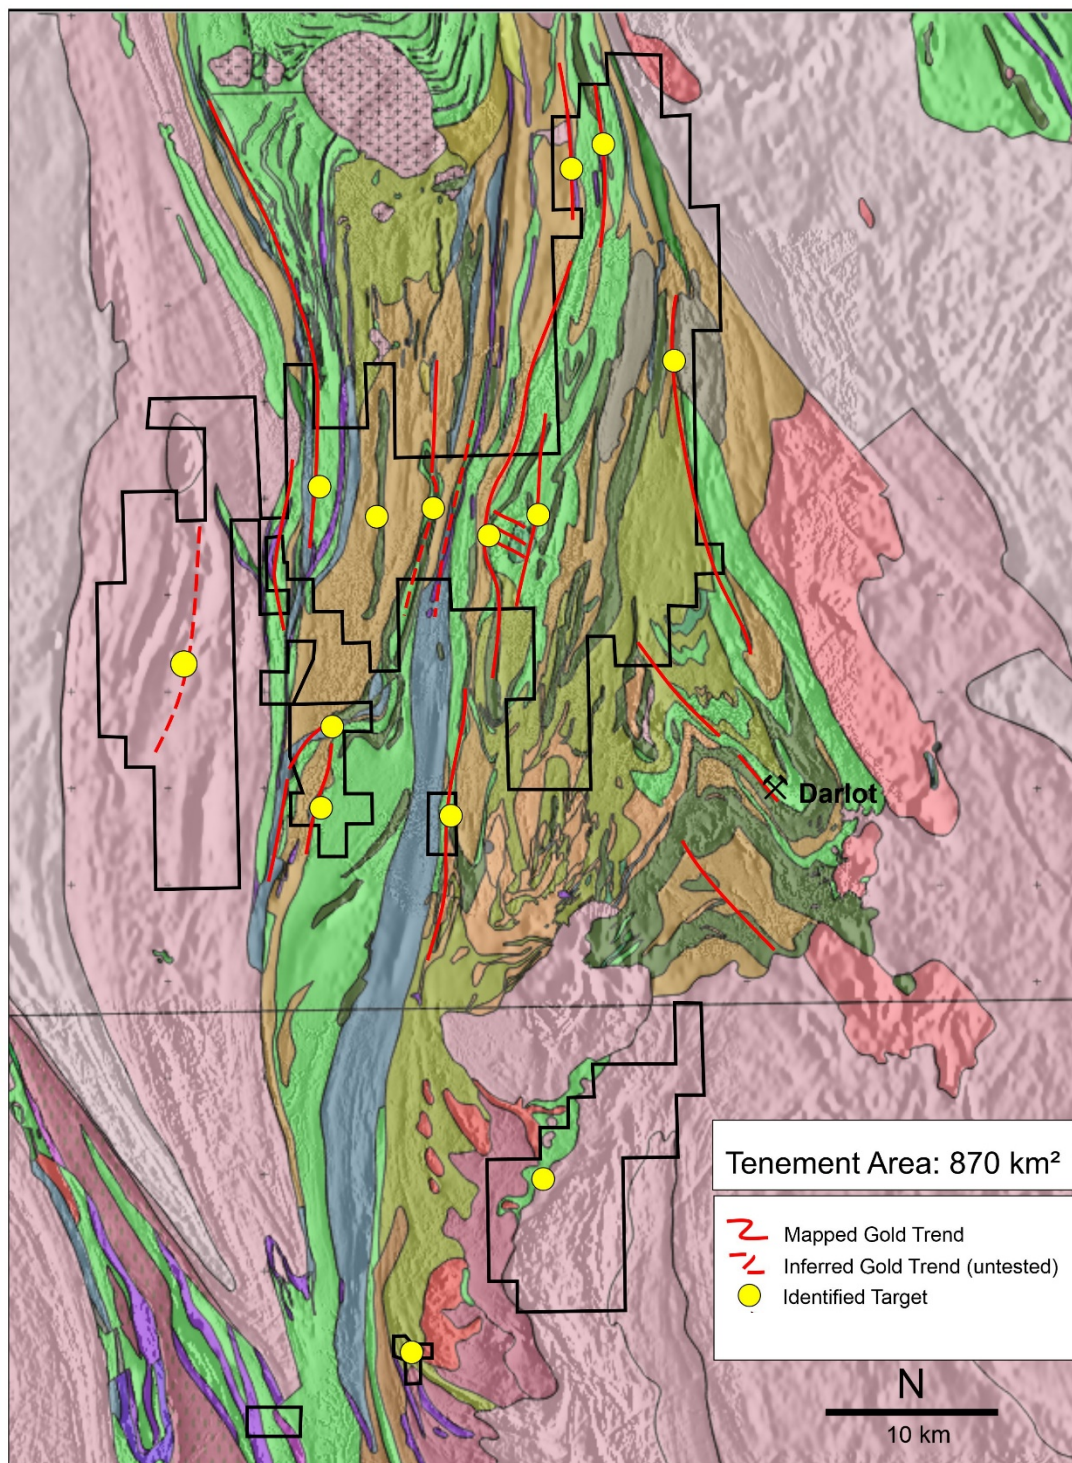 Darlot
Tenement Area: 870 km²
Mapped Gold Trend
Inferred Gold Trend (untested)
Identified Target
N
10 km